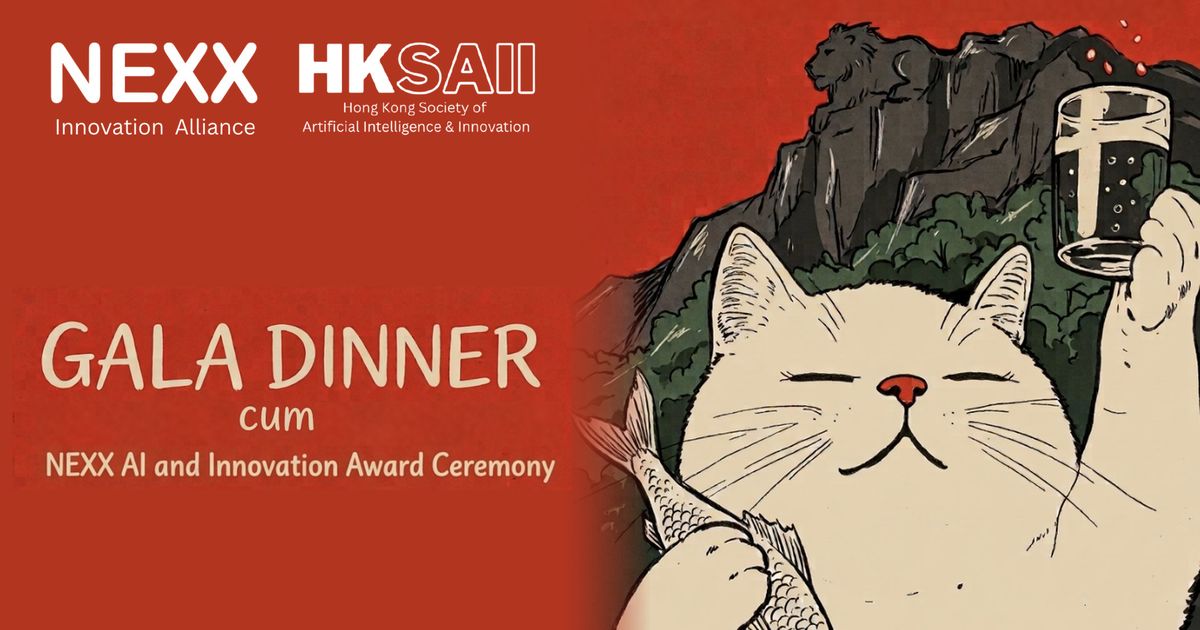 NEXX
Innovation Alliance
HKSAII
Hong Kong Society of
Artificial Intelligence & Innovation
GALA DINNER
cum
NEXX AI and Innovation Award Ceremony